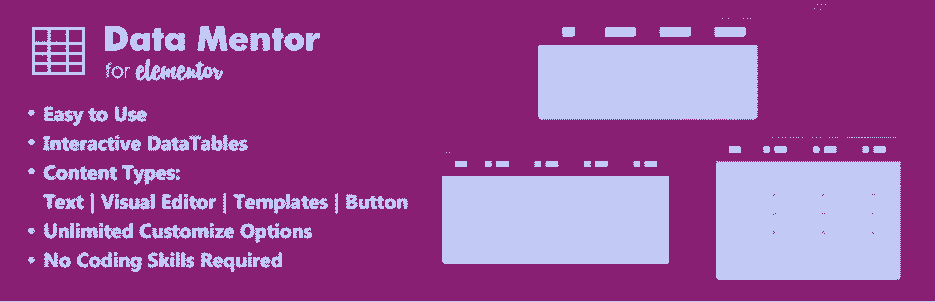 Data Mentor
for elementor
• Easy to Use
• Interactive DataTables
• Content Types:
Text | Visual Editor | Templates | Button
• Unlimited Customize Options
• No Coding Skills Required